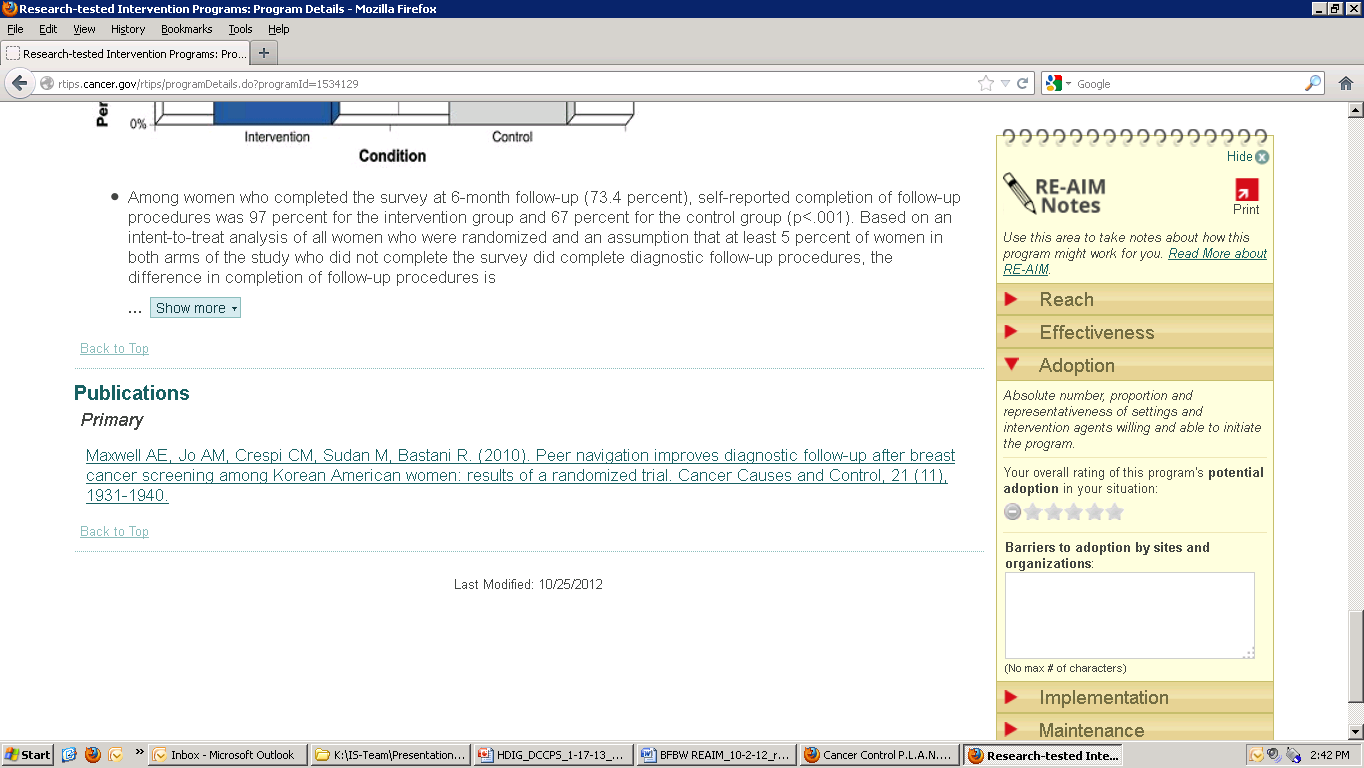 Research-tested Intervention Programs: Program Details - Mozilla Firefox
File Edit View History Bookmarks Tools Help
Research-tested Intervention Programs: Pro...
rtips.cancer.gov/rtips/programDetails.do?programId=1534129
Google
Per
0%
Intervention Control
Condition
Among women who completed the survey at 6-month follow-up (73.4 percent), self-reported completion of follow-up
procedures was 97 percent for the intervention group and 67 percent for the control group (p<.001). Based on an
intent-to-treat analysis of all women who were randomized and an assumption that at least 5 percent of women in
both arms of the study who did not complete the survey did complete diagnostic follow-up procedures, the
difference in completion of follow-up procedures is
... Show more
Back to Top
Publications
Primary
Maxwell AE, Jo AM, Crespi CM, Sudan M, Bastani R. (2010). Peer navigation improves diagnostic follow-up after breast
cancer screening among Korean American women: results of a randomized trial. Cancer Causes and Control, 21 (11),
1931-1940.
Back to Top
Last Modified: 10/25/2012
Hide
RE-AIM
Notes
Print
Use this area to take notes about how this
program might work for you. Read More about
RE-AIM.
Reach
Effectiveness
Adoption
Absolute number, proportion and
representativeness of settings and
intervention agents willing and able to initiate
the program.
Your overall rating of this program's potential
adoption in your situation:
Barriers to adoption by sites and
organizations:
(No max # of characters)
Implementation
Maintenance
Start
»
Inbox - Microsoft Outlook
K:\IS-Team\Presentation...
HDIG_DCCPS_1-17-13_...
BFBW REAIM_10-2-12_r...
Cancer Control P.L.A.N....
Research-tested Inte...
2:42 PM